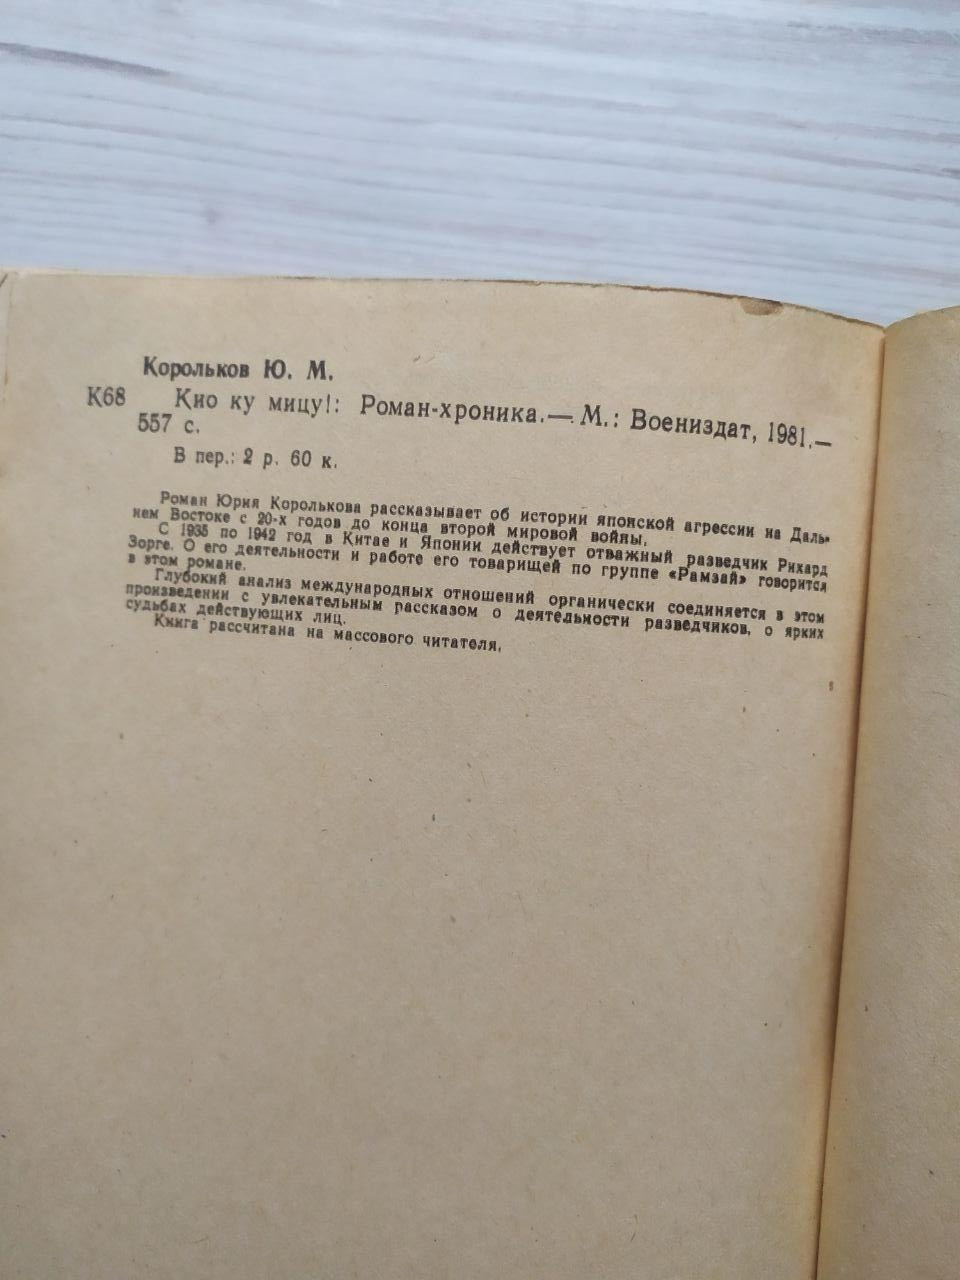 Корольков Ю. М.
К68 Кио ку мицу!: Роман-хроника.— М.: Воениздат, 1981.—
557 с.
В пер.: 2 р. 60 к.
Роман Юрия Королькова рассказывает об истории японской агрессии на Даль-
нем Востоке с 20-х годов до конца второй мировой войны.
С 1935 по 1942 год в Китае и Японии действует отважный разведчик Рихард
Зорге. О его деятельности и работе его товарищей по группе «Рамзай» говорится
в этом романе.
Глубокий анализ международных отношений органически соединяется в этом
произведении с увлекательным рассказом о деятельности разведчиков, о ярких
судьбах действующих лиц.
Книга рассчитана на массового читателя.